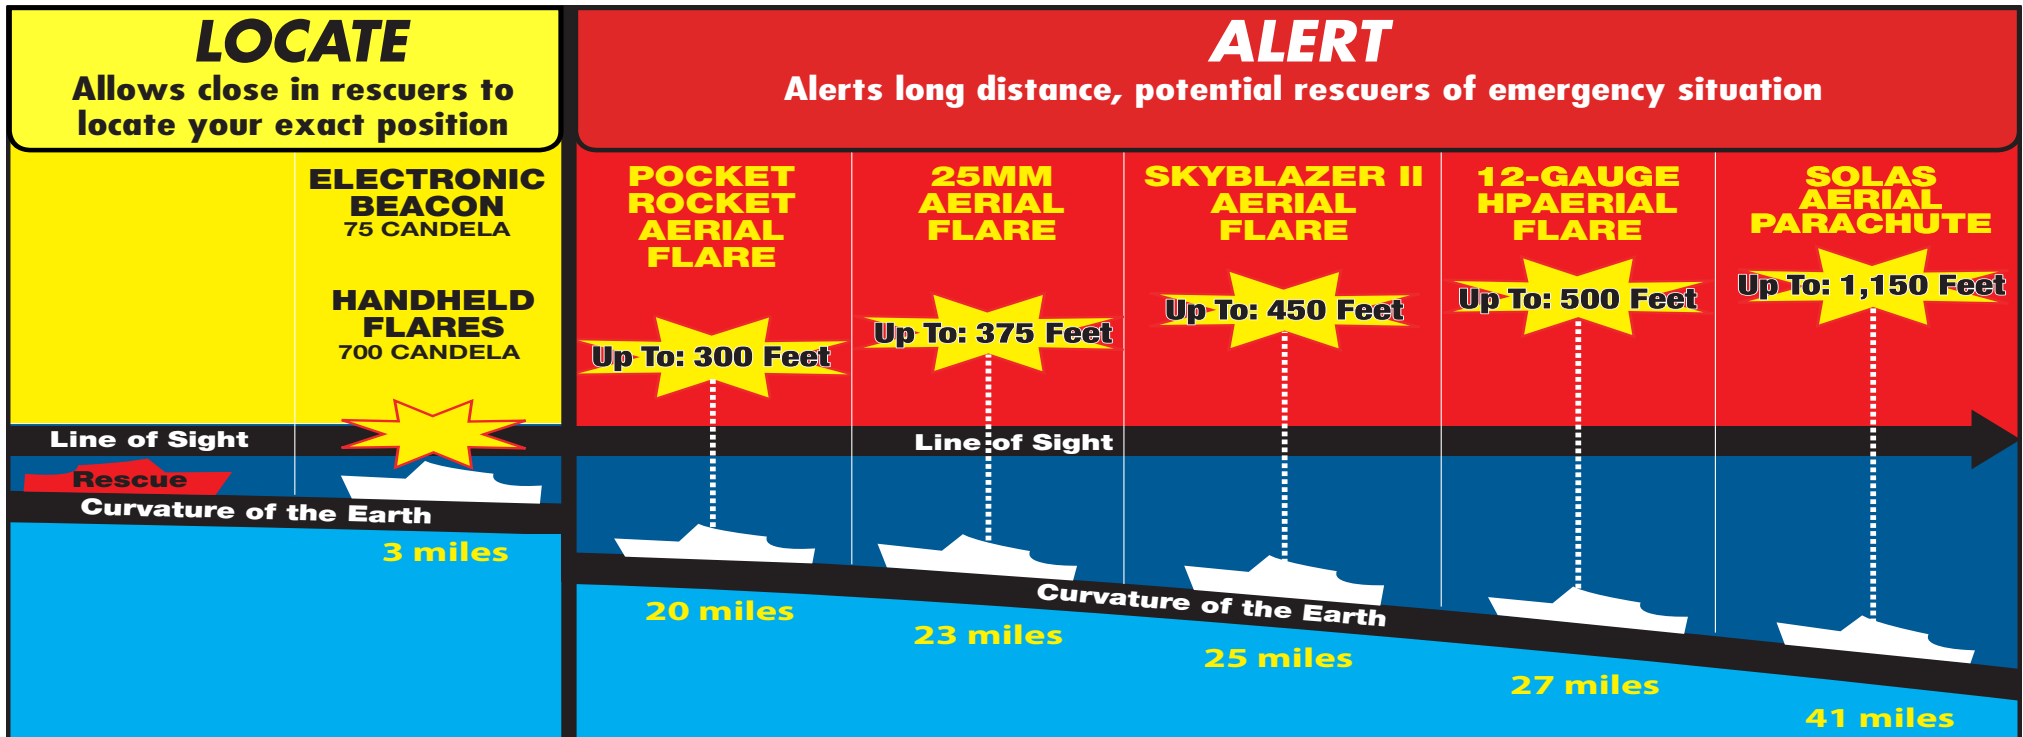 LOCATE
Allows close in rescuers to
locate your exact position
ELECTRONIC
BEACON
75 CANDELA
HANDHELD
FLARES
700 CANDELA
Line of Sight
Rescue
Curvature of the Earth
3 miles
ALERT
Alerts long distance, potential rescuers of emergency situation
POCKET
ROCKET
AERIAL
FLARE
Up To: 300 Feet
20 miles
25MM
AERIAL
FLARE
Up To: 375 Feet
23 miles
SKYBLAZER II
AERIAL
FLARE
Up To: 450 Feet
25 miles
12-GAUGE
HPAERIAL
FLARE
Up To: 500 Feet
27 miles
SOLAS
AERIAL
PARACHUTE
Up To: 1,150 Feet
41 miles
Line of Sight
Curvature of the Earth